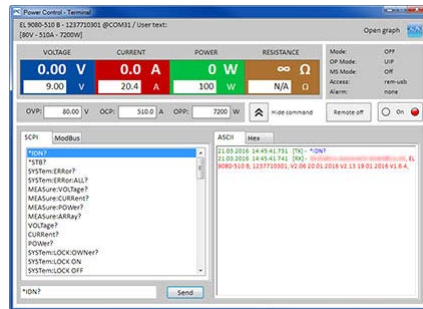 Power Control - Terminal
EL 9080-510 B - 1237710301 @COM31 / User text:
[80V - 510A - 7200W]
Open graph
VOLTAGE CURRENT POWER RESISTANCE
0.00 V 0.0 A 0 W ∞ Ω
9.00 V 20.4 A 100 W N/A Ω
Mode: OFF
OP Mode: UIP
MS Mode: Off
Access: rem-usb
Alarm: none
OVP: 80.00 V OCP: 510.0 A OPP: 7200 W Hide command Remote off On
SCPI ModBus
*IDN?
*STB?
SYSTem:ERRor?
SYSTem:ERRor:ALL?
MEASure:VOLTage?
MEASure:CURRent?
MEASure:POWer?
MEASure:ARRay?
VOLTage?
CURRent?
POWer?
SYSTem:LOCK:OWNer?
SYSTem:LOCK ON
SYSTem:LOCK OFF
*IDN? Send
ASCII Hex
21.03.2016 14:45:41.731 [TX] - *IDN?
21.03.2016 14:45:41.741 [RX] - EL
9080-510 B, 1237710301, V2.06 20.01.2016 V2.13 19.01.2016 V1.6.4,